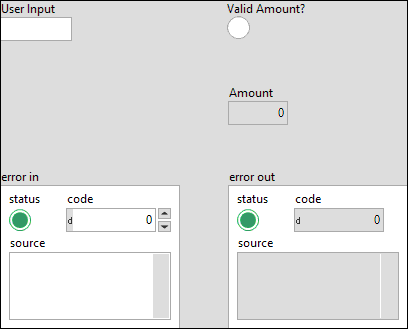 User Input
Valid Amount?
Amount
0
error in
error out
status code
d 0
source
status code
d 0
source